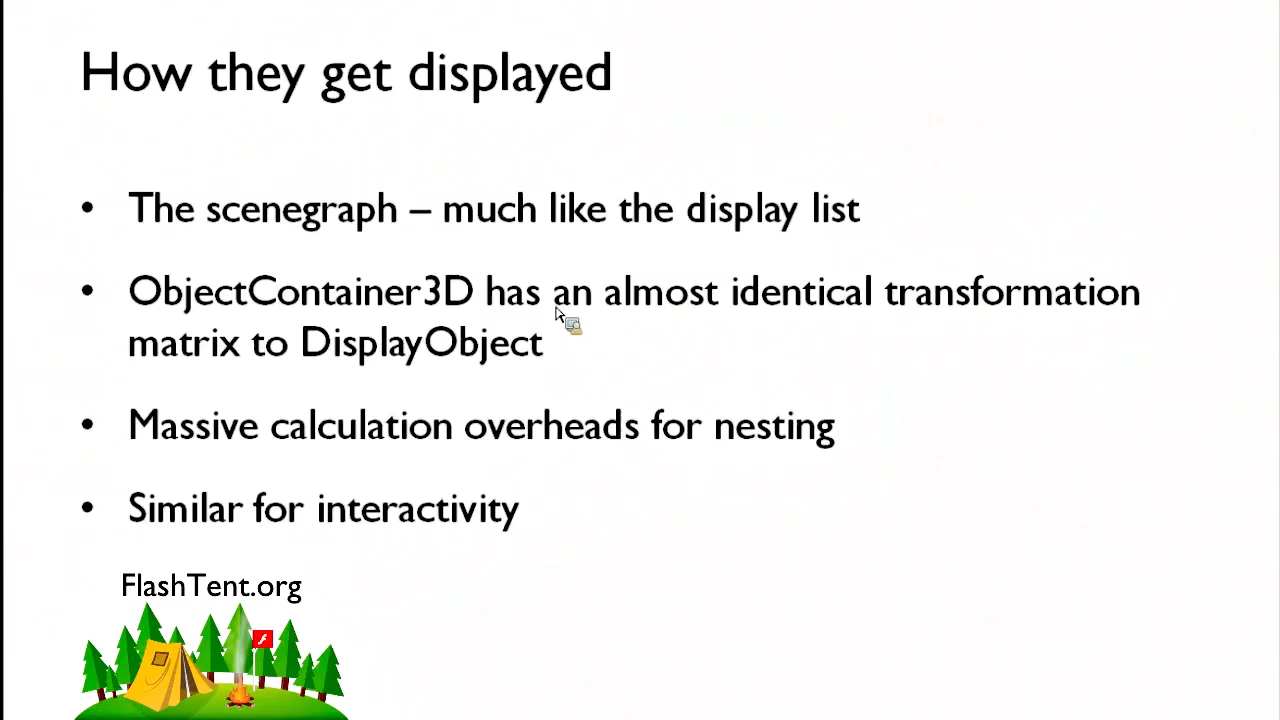 How they get displayed
• The scenegraph – much like the display list
• ObjectContainer3D has an almost identical transformation
matrix to DisplayObject
• Massive calculation overheads for nesting
• Similar for interactivity
FlashTent.org